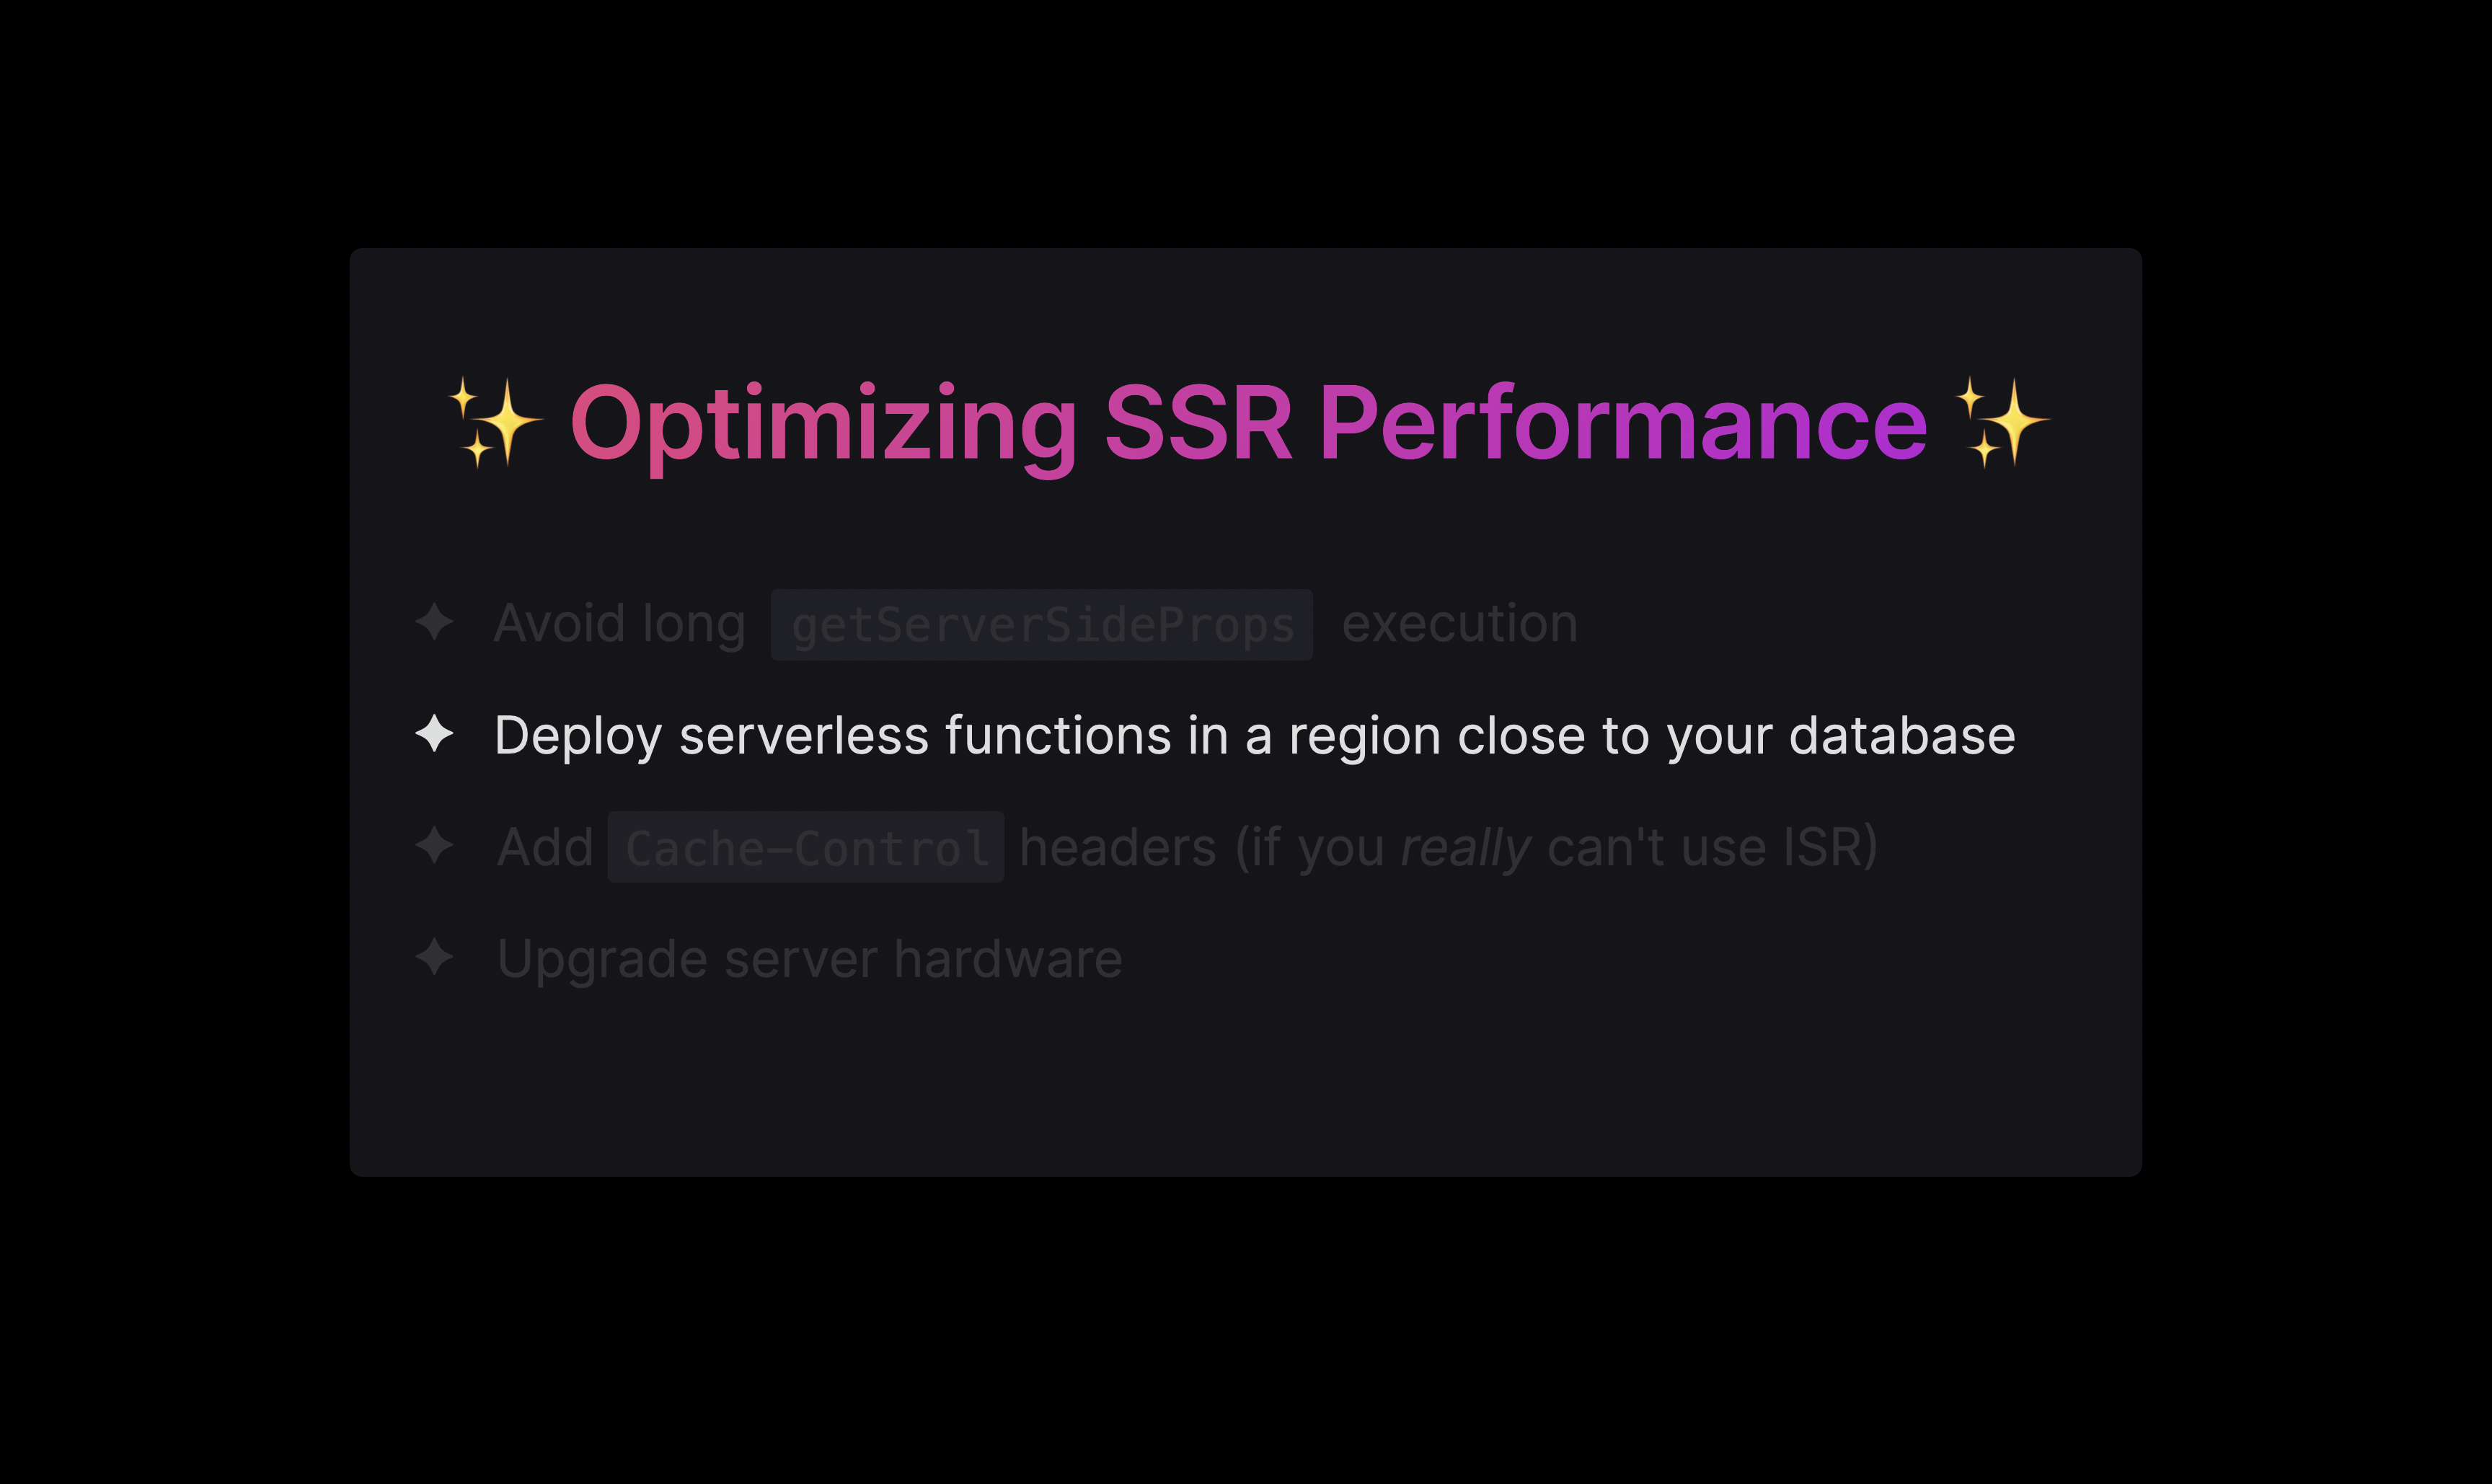 ✨ Optimizing SSR Performance ✨
Avoid long getServerSideProps execution
Deploy serverless functions in a region close to your database
Add Cache-Control headers (if you really can't use ISR)
Upgrade server hardware